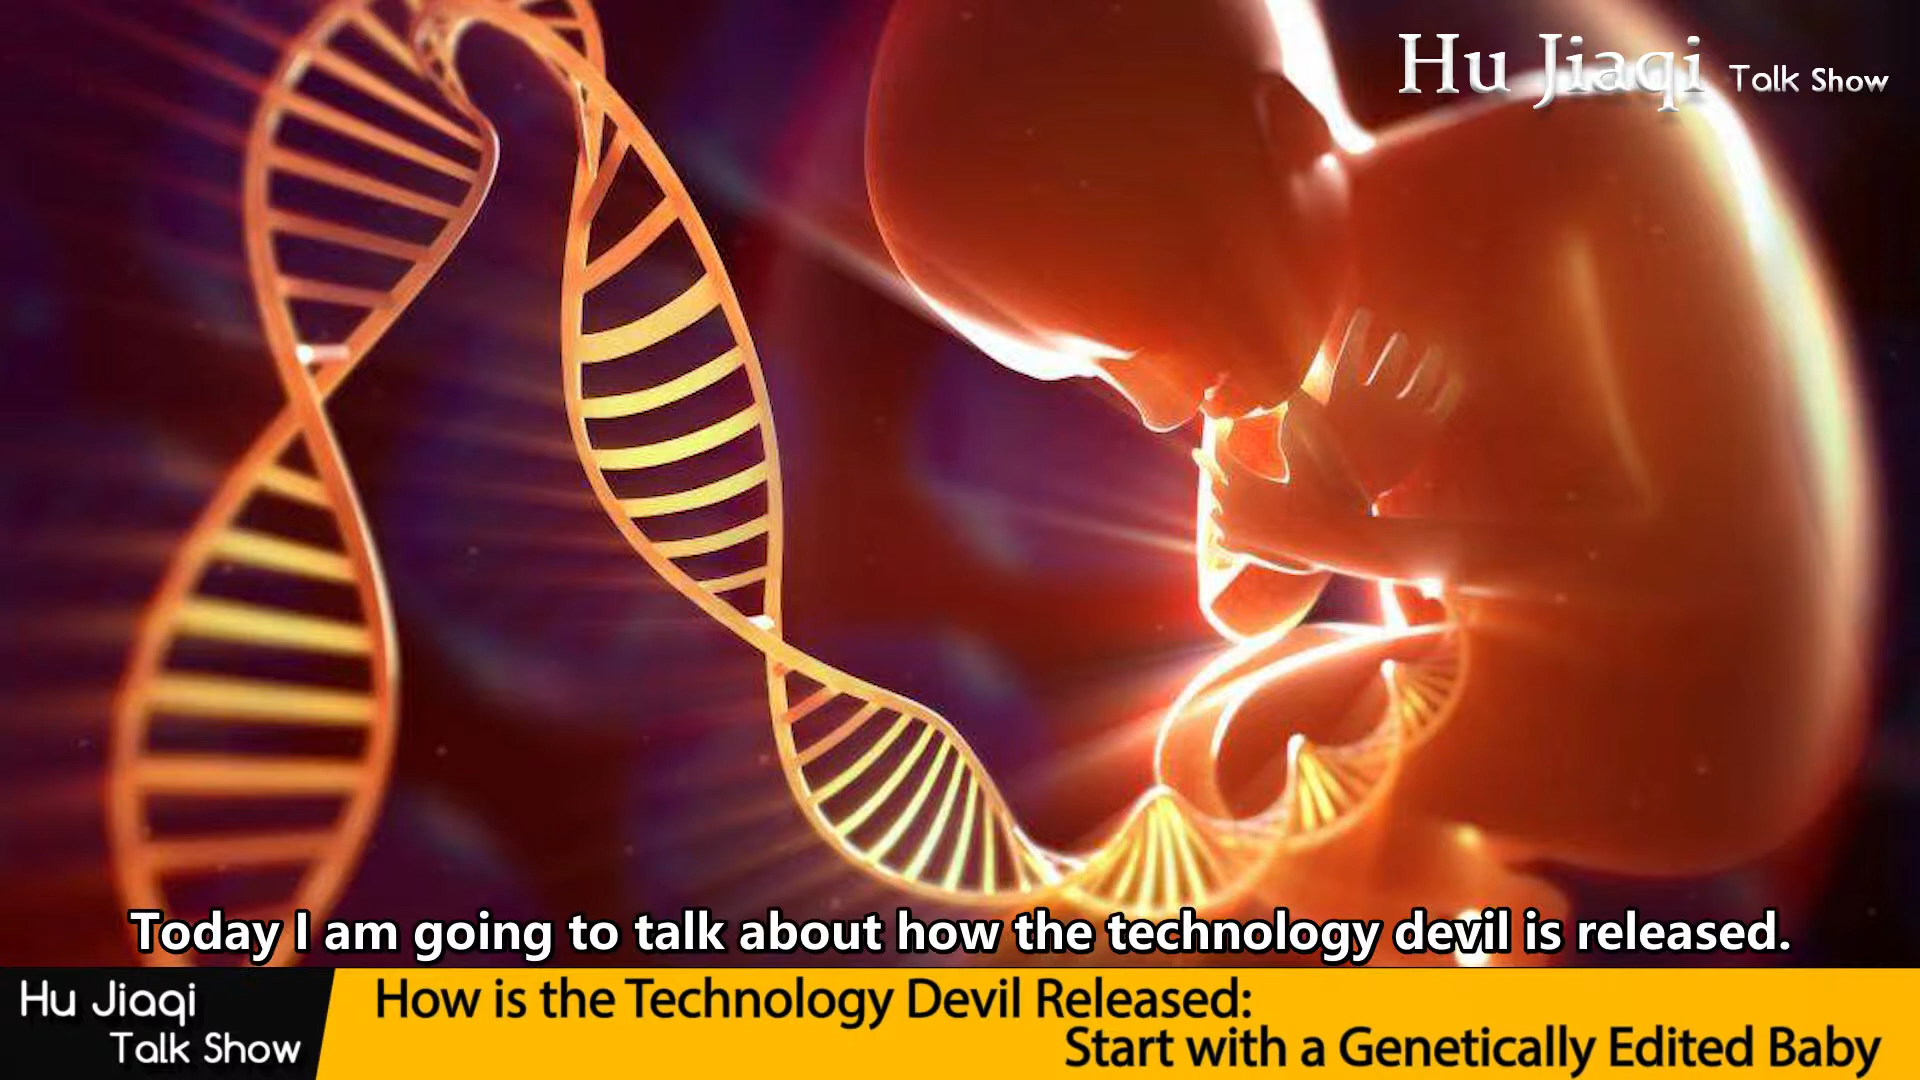 Hu Jiaqi Talk Show
Today I am going to talk about how the technology devil is released.
Hu Jiaqi
Talk Show
How is the Technology Devil Released:
Start with a Genetically Edited Baby